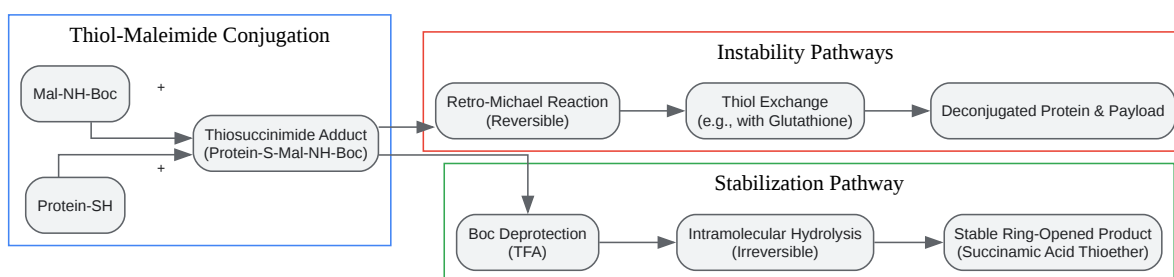 Thiol-Maleimide Conjugation
Mal-NH-Boc
+
Thiosuccinimide Adduct
(Protein-S-Mal-NH-Boc)
+
Protein-SH
Instability Pathways
Retro-Michael Reaction
(Reversible)
Thiol Exchange
(e.g., with Glutathione)
Deconjugated Protein & Payload
Stabilization Pathway
Boc Deprotection
(TFA)
Intramolecular Hydrolysis
(Irreversible)
Stable Ring-Opened Product
(Succinamic Acid Thioether)